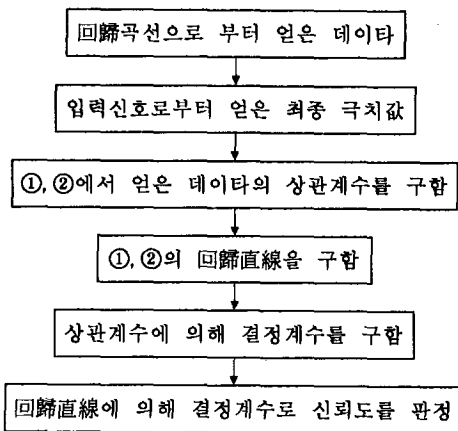 回歸곡선으로 부터 얻은 데이타
입력신호로부터 얻은 최종 극치값
①, ②에서 얻은 데이타의 상관계수를 구함
①, ②의 回歸直線을 구함
상관계수에 의해 결정계수를 구함
回歸直線에 의해 결정계수로 신뢰도를 판정